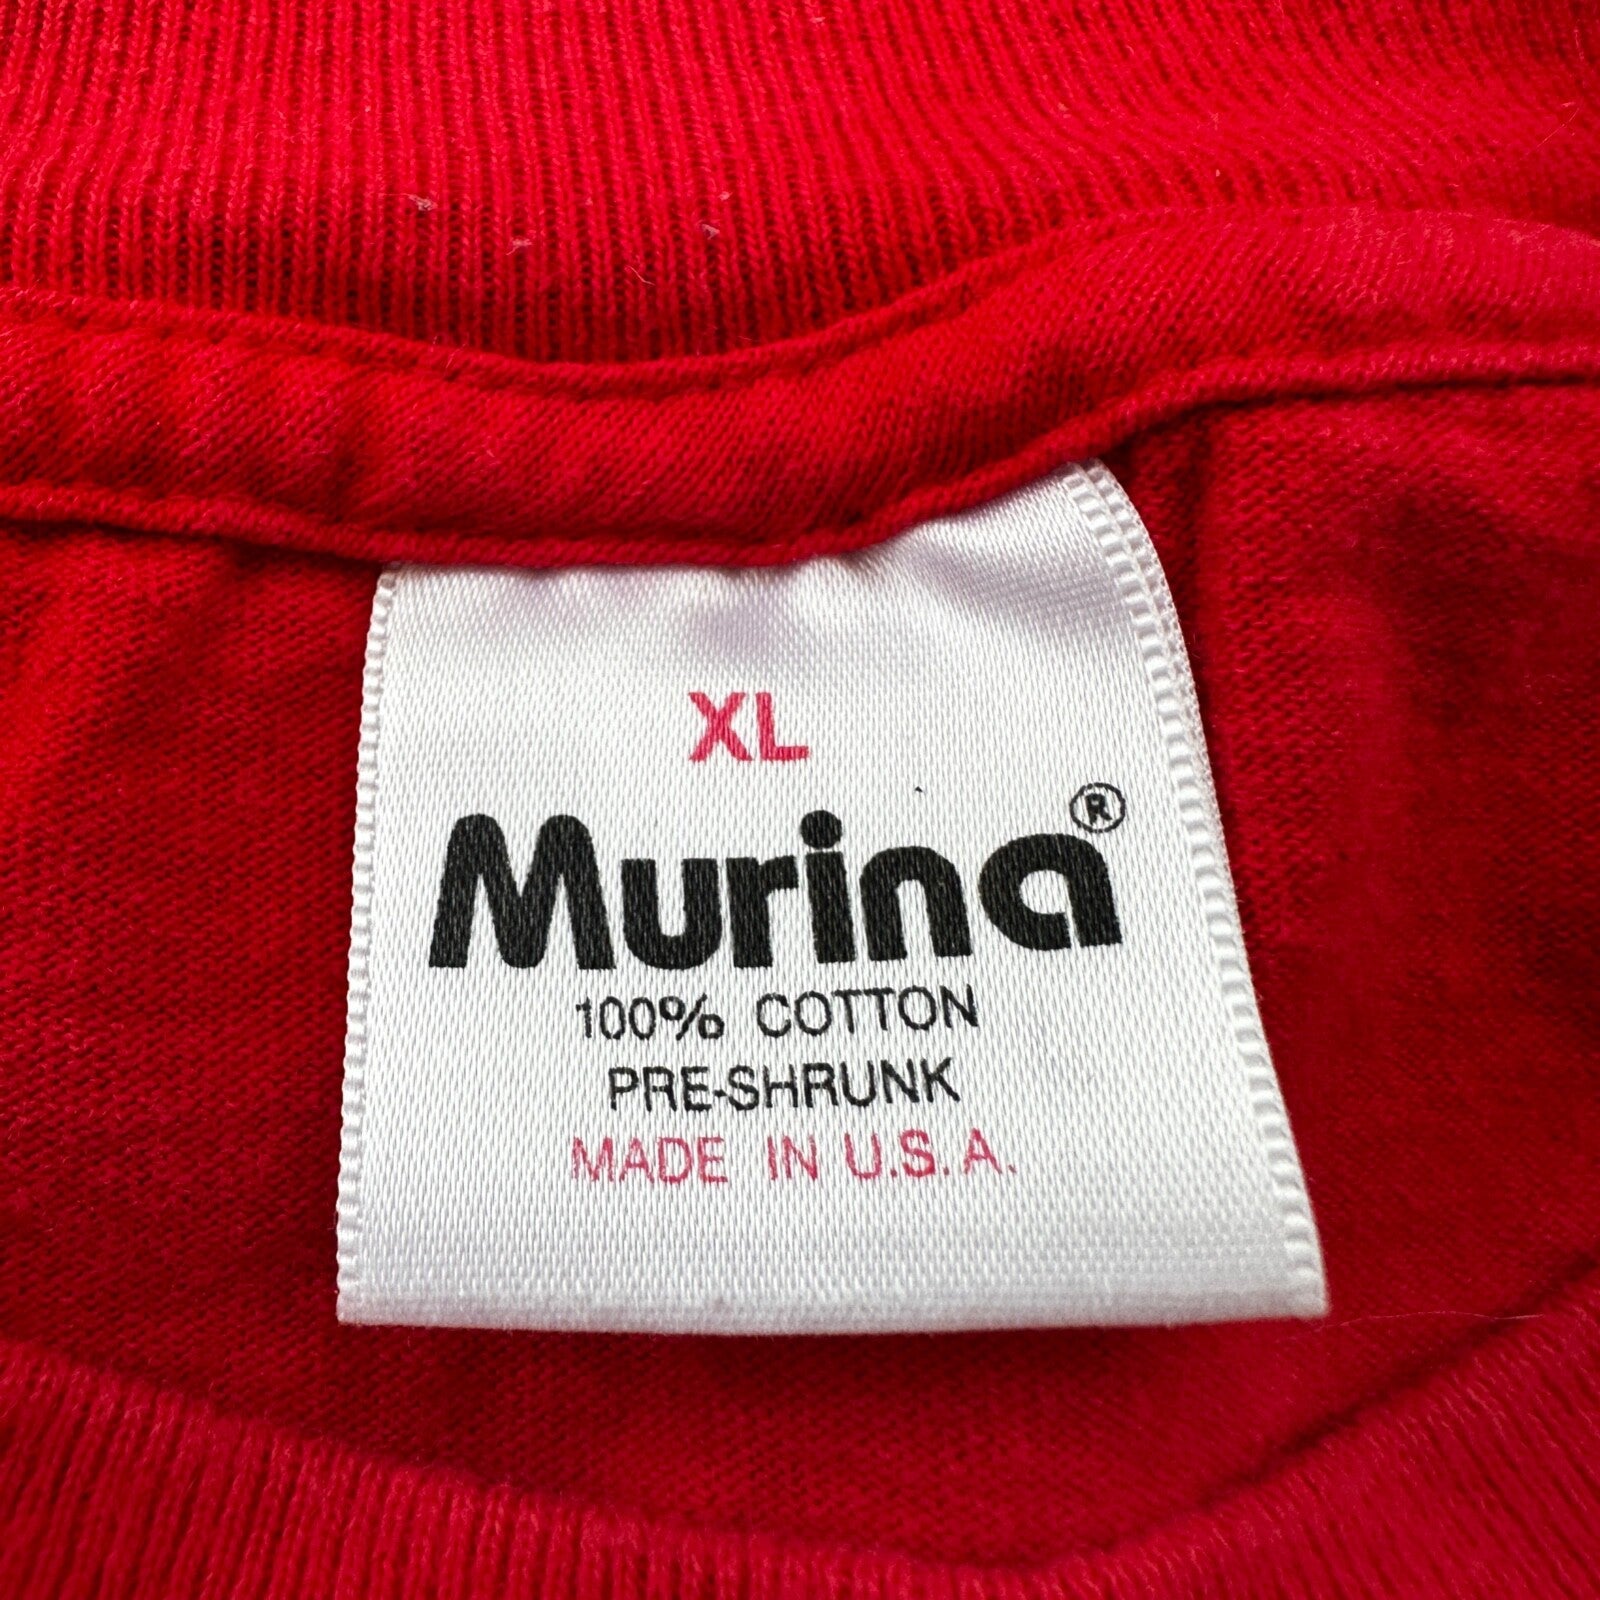 XL
Murina®
100% COTTON
PRE-SHRUNK
MADE IN U.S.A.